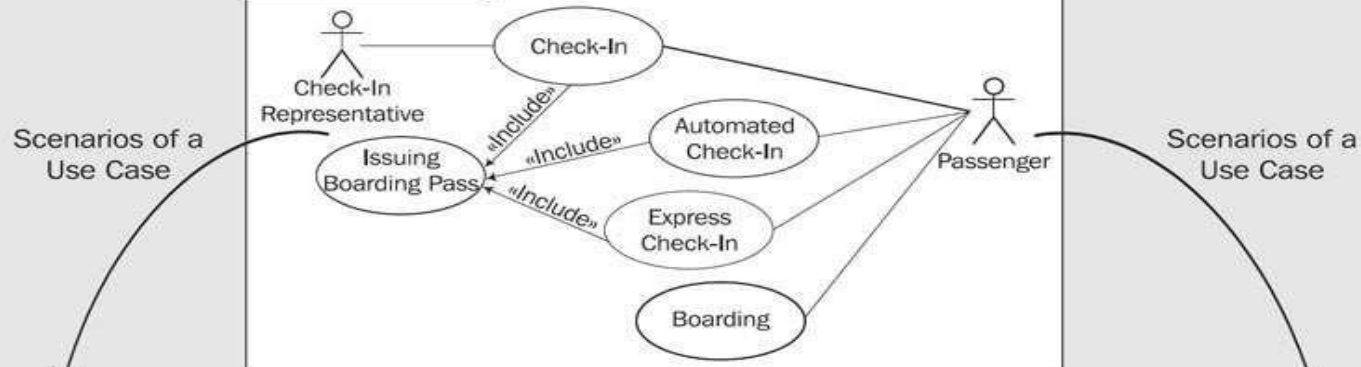 Check-In
Check-In
Representative
«Include»
Automated
Check-In
Passenger
Scenarios of a
Use Case
Scenarios of a
Use Case
Issuing
Boarding Pass
«Include»
«Include»
Express
Check-In
Boarding